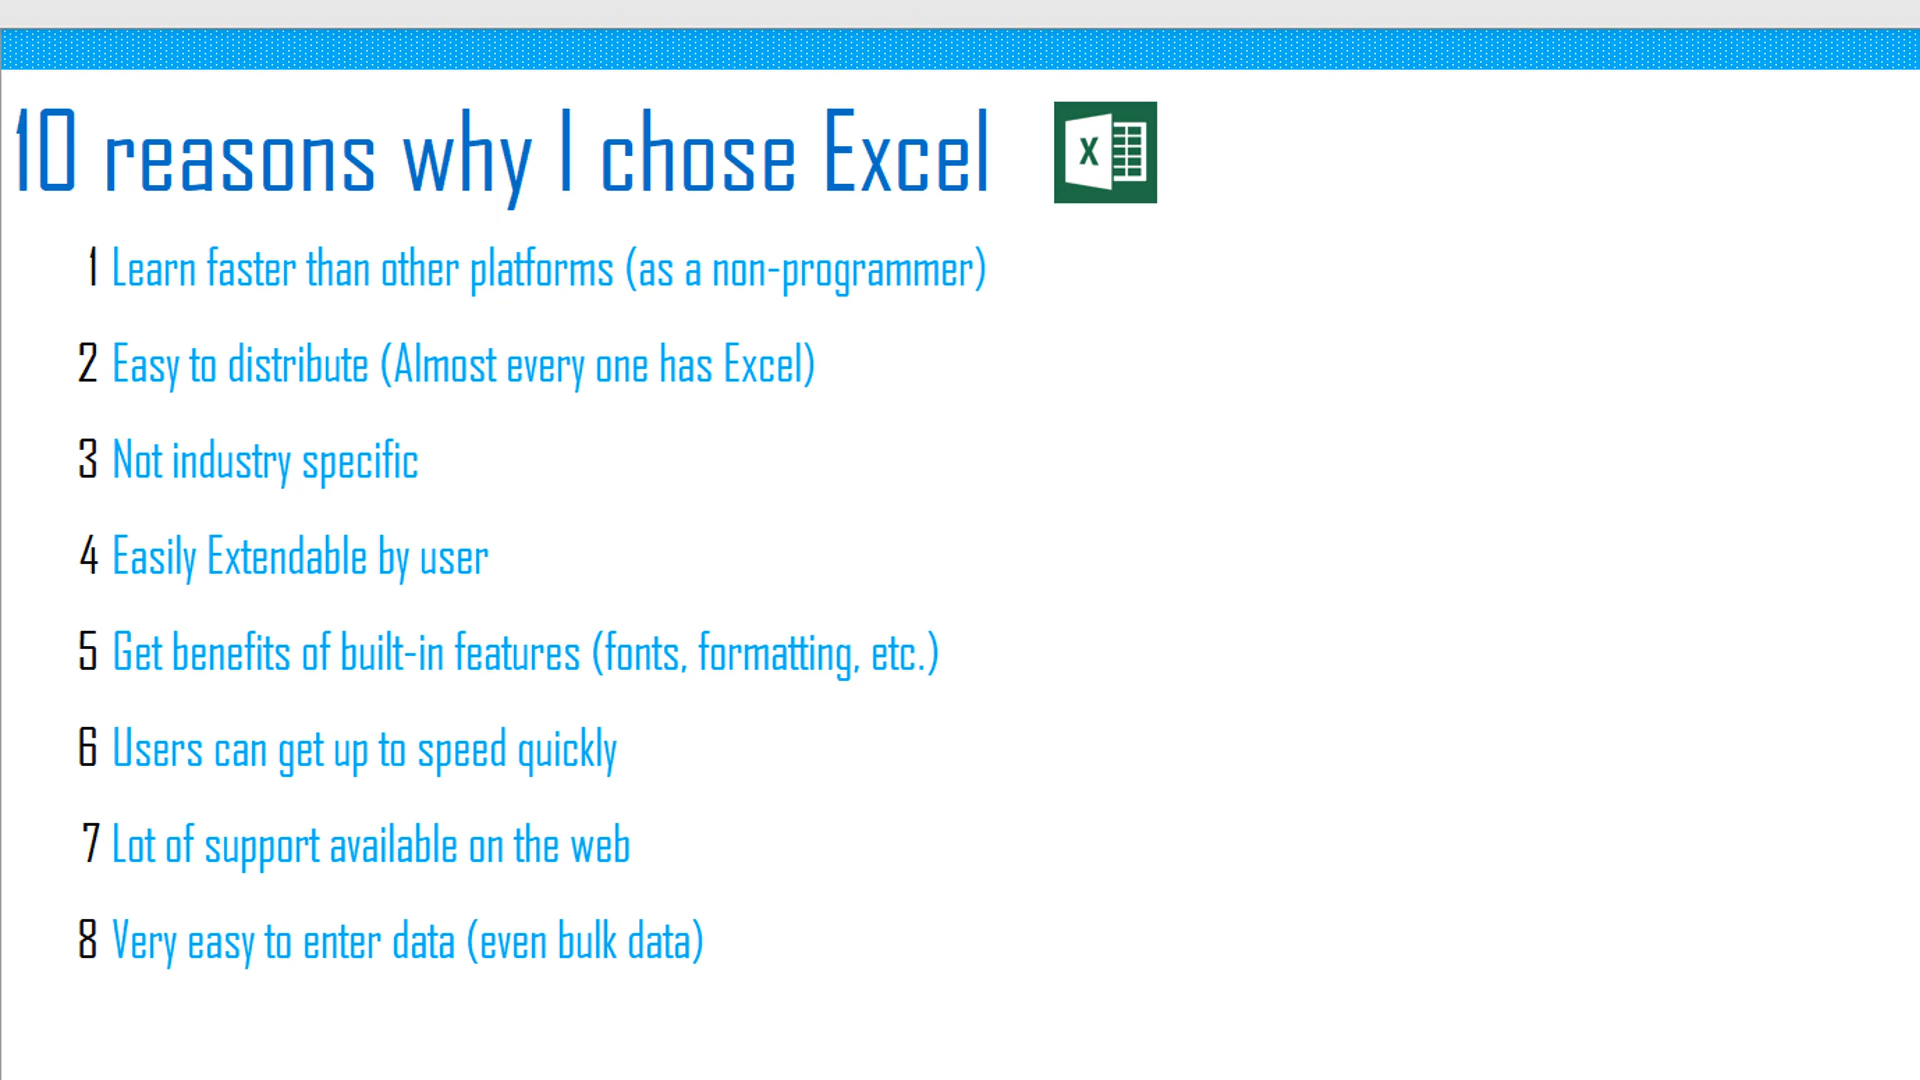 10 reasons why I chose Excel
X
1 Learn faster than other platforms (as a non-programmer)
2 Easy to distribute (Almost every one has Excel)
3 Not industry specific
4 Easily Extendable by user
5 Get benefits of built-in features (fonts, formatting, etc.)
6 Users can get up to speed quickly
7 Lot of support available on the web
8 Very easy to enter data (even bulk data)